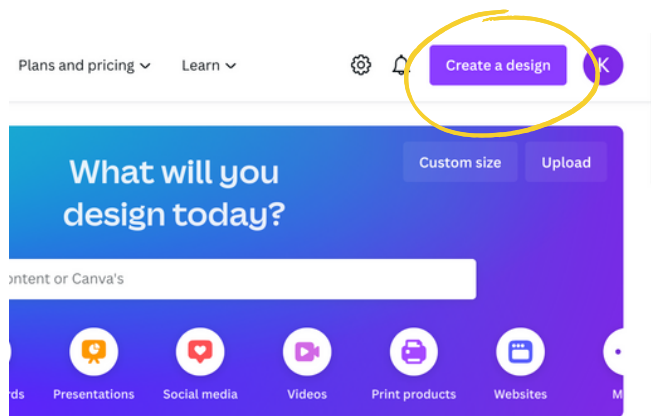 Plans and pricing
Learn
Create a design
K
What will you
design today?
Custom size
Upload
ontent or Canva's
rds
Presentations
Social media
Videos
Print products
Websites
M